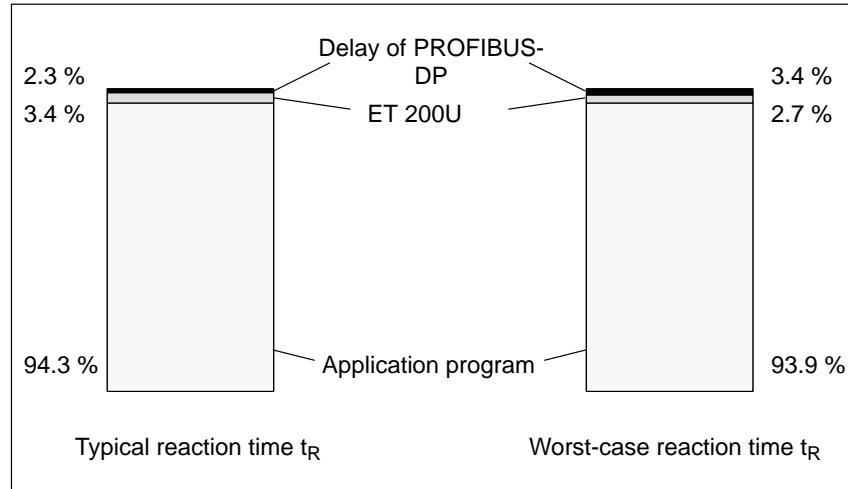 Delay of PROFIBUS-
DP
2.3 %
3.4 %
3.4 %
ET 200U
2.7 %
94.3 %
Application program
93.9 %
Typical reaction time tR
Worst-case reaction time tR